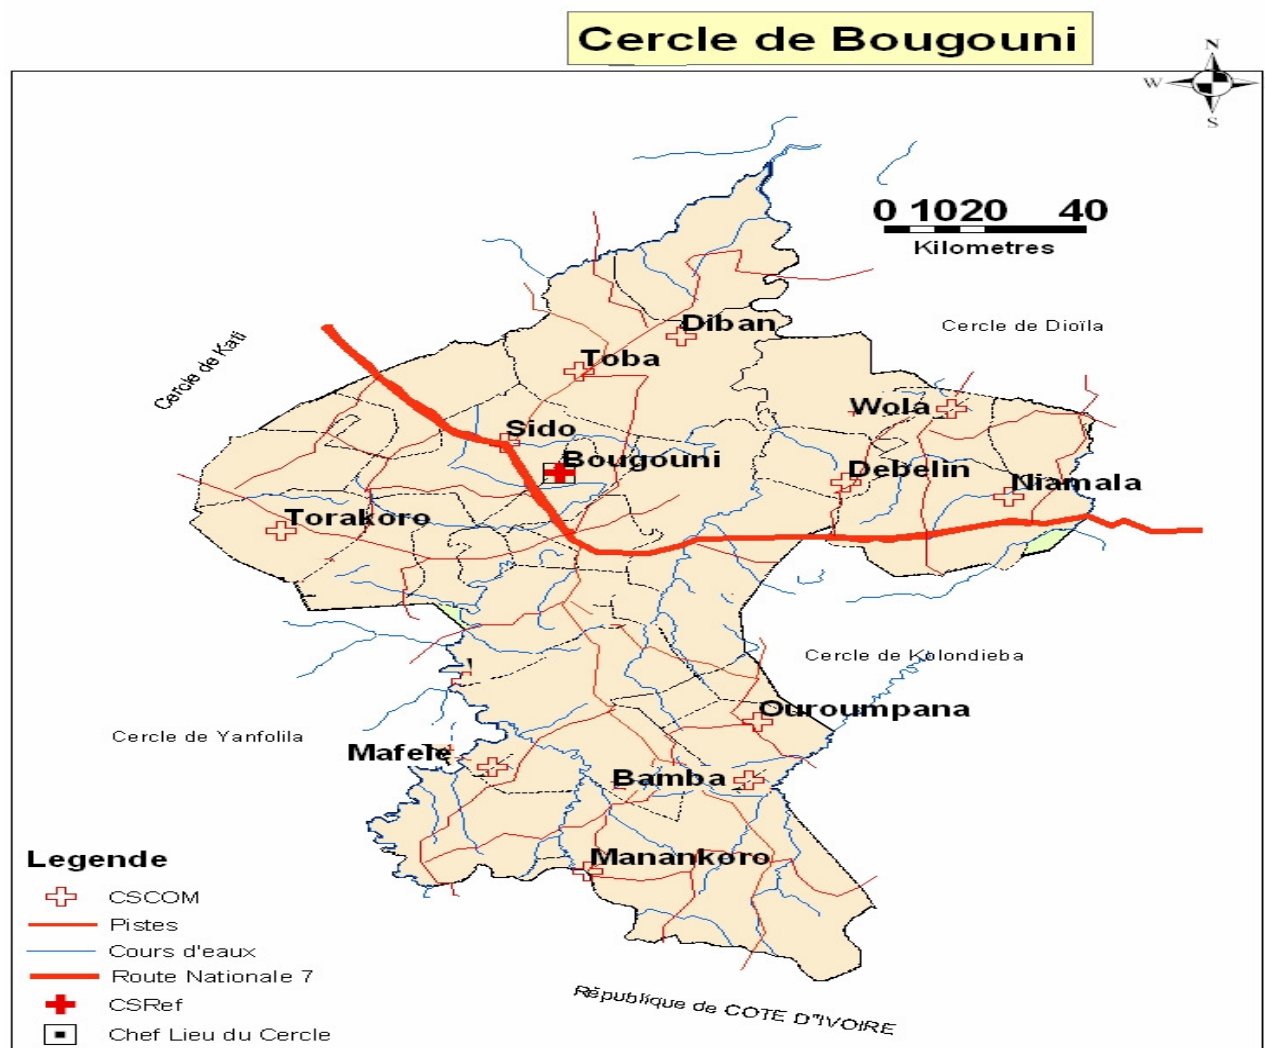 Cercle de Bougouni
N
W
S
0 10 20 40
Kilometres
Diban
Cercle de Dioïla
Cercle de Kati
Toba
Wola
Sido
Bougouni
Debelin
Niamala
Torakoro
Cercle de Kolondieba
Ouroumpana
Cercle de Yanfolila
Mafele
Bamba
Manankoro
Legende
CSCOM
Pistes
Cours d'eaux
Route Nationale 7
CSRef
Chef Lieu du Cercle
République de COTE D"IVOIRE